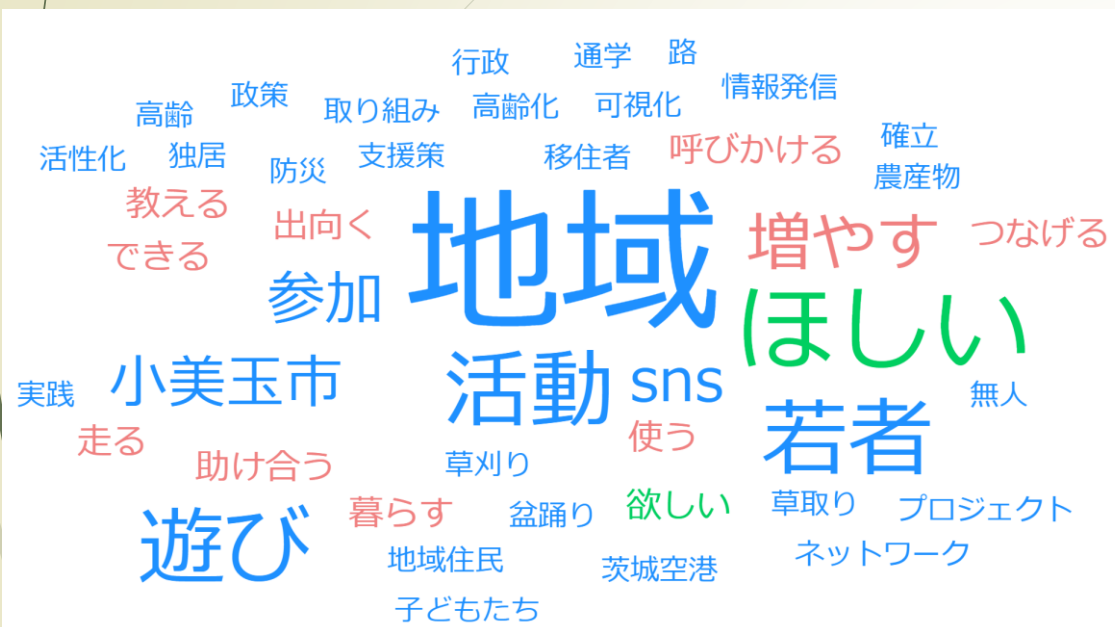 行政
通学
路
情報発信
政策
高齢
取り組み
高齢化
可視化
活性化
独居
防災
支援策
移住者
呼びかける
確立
農産物
教える
出向く
地域
増やす
つなげる
できる
参加
ほしい
小美玉市
活動
sns
若者
無人
実践
走る
助け合う
草刈り
使う
遊び
暮らす
盆踊り
欲しい
草取り
プロジェクト
地域住民
茨城空港
ネットワーク
子どもたち